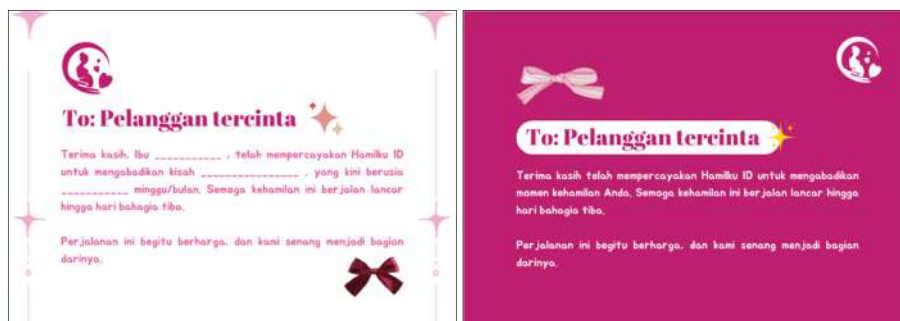 To: Pelanggan tercinta
Terima kasih, Ibu ___________ , telah mempercayakan Hamilku ID
untuk mengabadikan kisah ________________ , yang kini berusia
___________ minggu/bulan. Semoga kehamilan ini berjalan lancar
hingga hari bahagia tiba.
Perjalanan ini begitu berharga, dan kami senang menjadi bagian
darinya.
To: Pelanggan tercinta
Terima kasih telah mempercayakan Hamilku ID untuk mengabadikan
momen kehamilan Anda. Semoga kehamilan ini berjalan lancar hingga
hari bahagia tiba.
Perjalanan ini begitu berharga, dan kami senang menjadi bagian
darinya.